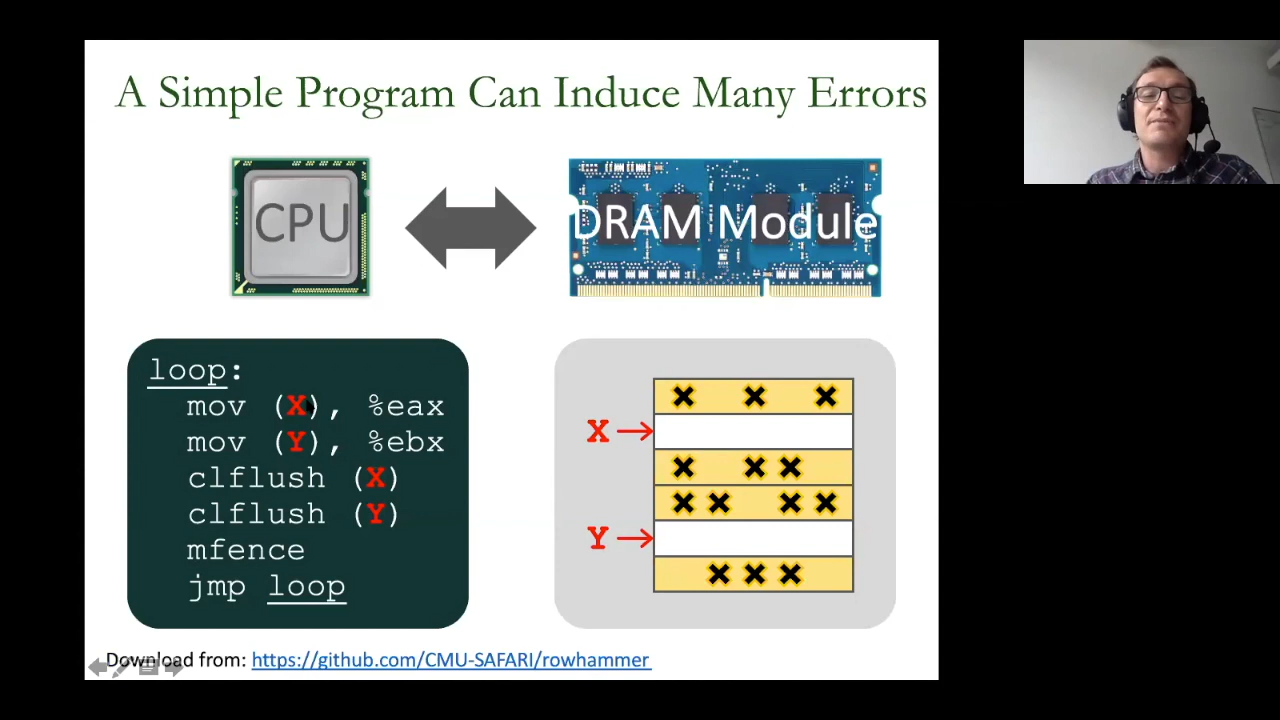 A Simple Program Can Induce Many Errors
CPU
DRAM Module
loop:
mov (X), %eax
mov (Y), %ebx
clflush (X)
clflush (Y)
mfence
jmp loop
X
Y
Download from: https://github.com/CMU-SAFARI/rowhammer